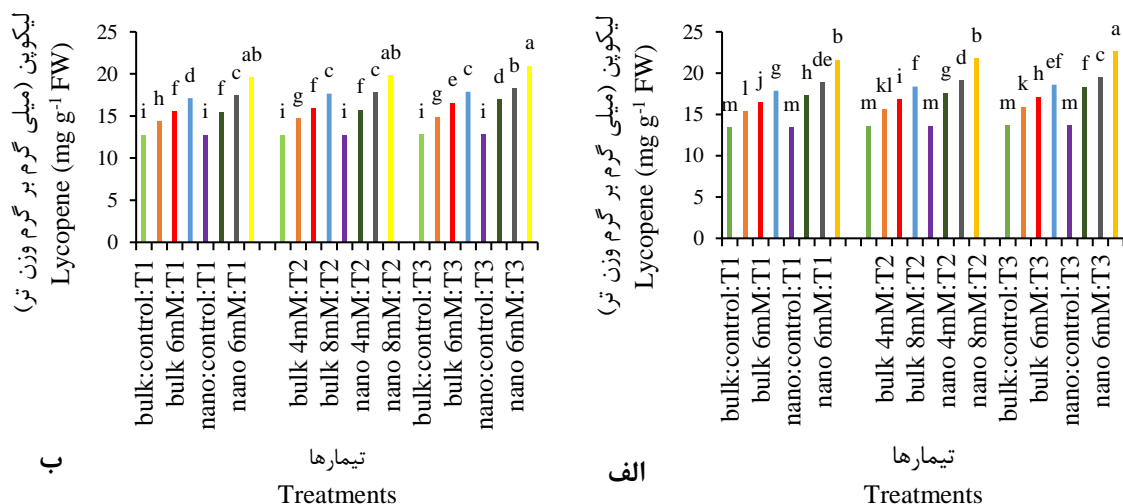 لیکوپین (میلی گرم بر گرم وزن تر)
Lycopene (mg g-1 FW)
25
20
15
10
5
0
i h f d i f c ab i g f c i f c ab i g e c i d b a
bulk:control:T1
bulk 6mM:T1
nano:control:T1
nano 6mM:T1
bulk 4mM:T2
bulk 8mM:T2
nano 4mM:T2
nano 8mM:T2
bulk:control:T3
bulk 6mM:T3
nano:control:T3
nano 6mM:T3
تیمارها
Treatments
ب
لیکوپین (میلی گرم بر گرم وزن تر)
Lycopene (mg g-1 FW)
25
20
15
10
5
0
m l j g m h de b m kl i f m g d b m k h ef m f c a
bulk:control:T1
bulk 6mM:T1
nano:control:T1
nano 6mM:T1
bulk 4mM:T2
bulk 8mM:T2
nano 4mM:T2
nano 8mM:T2
bulk:control:T3
bulk 6mM:T3
nano:control:T3
nano 6mM:T3
تیمارها
Treatments
الف